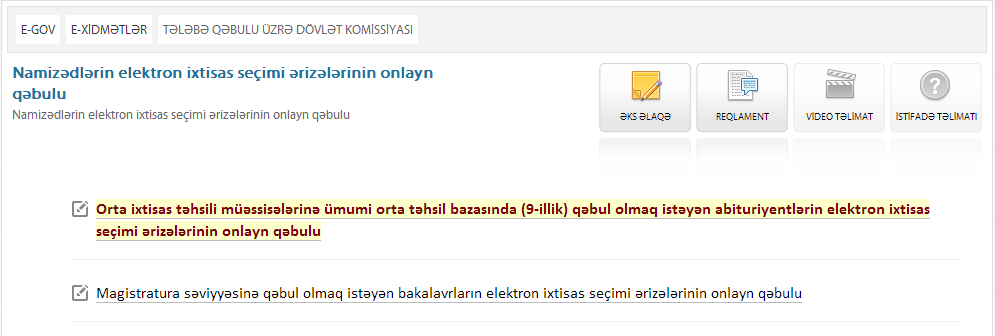 E-GOV E-XİDMƏTLƏR TƏLƏBƏ QƏBULU ÜZRƏ DÖVLƏT KOMİSSİYASI
Namizədlərin elektron ixtisas seçimi ərizələrinin onlayn
qəbulu
Namizədlərin elektron ixtisas seçimi ərizələrinin onlayn qəbulu
ƏKS ƏLAQƏ REQLAMENT VİDEO TƏLİMAT İSTİFADƏ TƏLİMATI
Orta ixtisas təhsili müəssisələrinə ümumi orta təhsil bazasında (9-illik) qəbul olmaq istəyən abituriyentlərin elektron ixtisas
seçimi ərizələrinin onlayn qəbulu
Magistratura səviyyəsinə qəbul olmaq istəyən bakalavrların elektron ixtisas seçimi ərizələrinin onlayn qəbulu